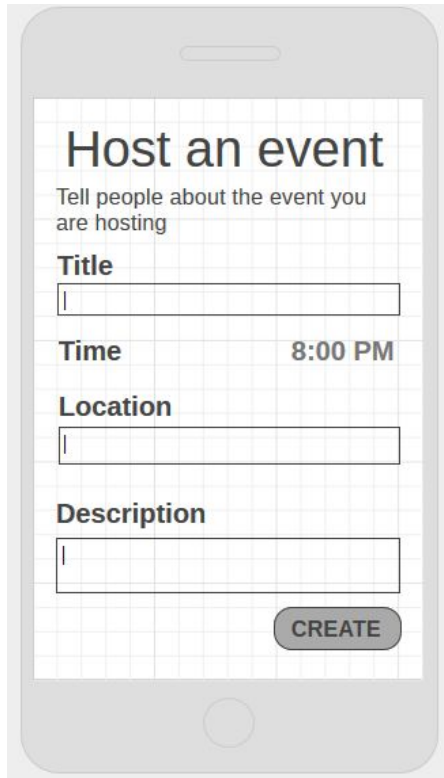 Host an event
Tell people about the event you
are hosting
Title
Time 8:00 PM
Location
Description
CREATE